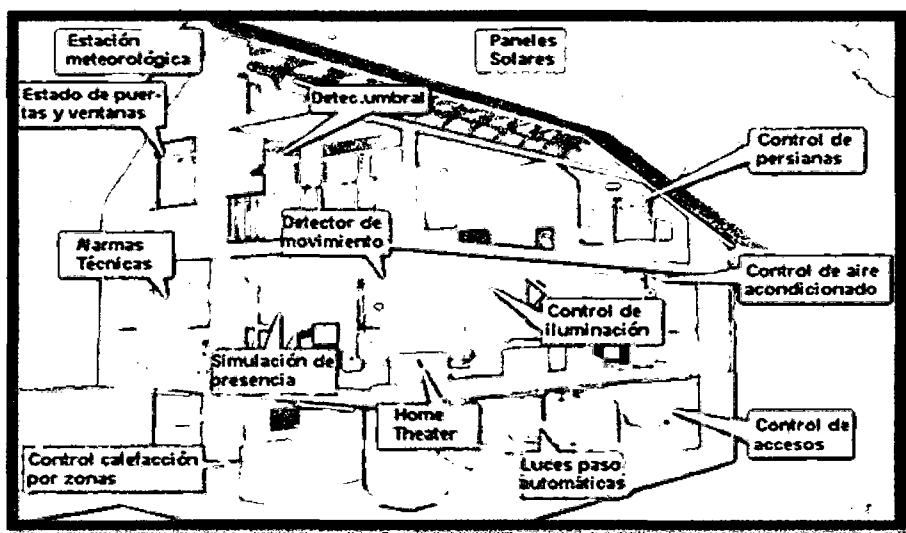 Estación
meteorológica
Paneles
Solares
Estado de puer-
tas y ventanas
Detec.umbral
Control de
persianas
Detector de
movimiento
Alarmas
Técnicas
Control de aire
acondicionado
Control de
iluminación
Simulación de
presencia
Home
Theater
Control de
accesos
Control calefacción
por zonas
Luces paso
automáticas